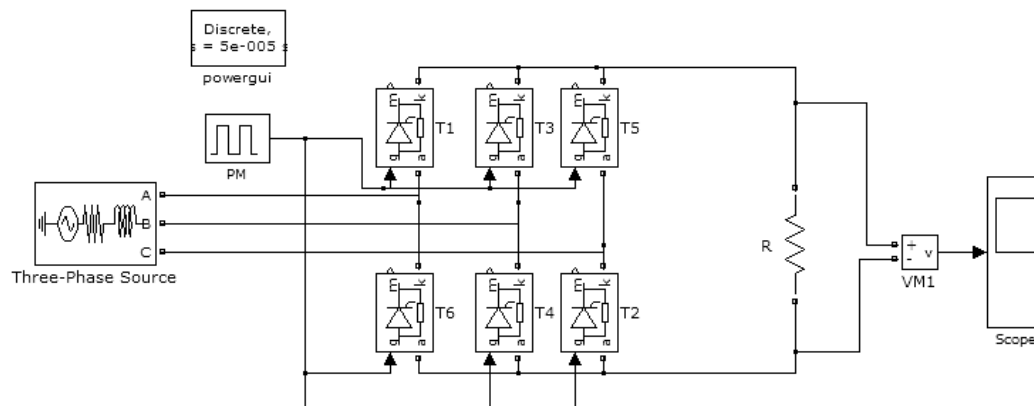 Discrete,
s = 5e-005 s
powergui
PM
m k
T1
g a
m k
T3
g a
m k
T5
g a
A
B
C
Three-Phase Source
m k
T6
g a
m k
T4
g a
m k
T2
g a
R
+
- v
VM1
Scope